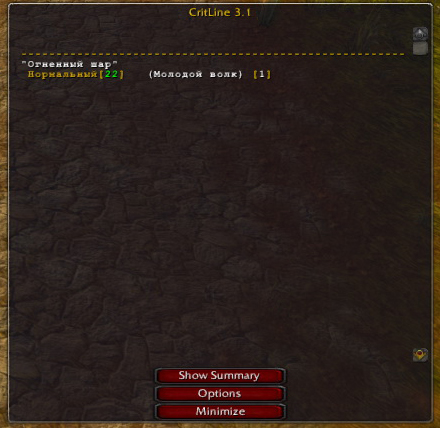 CritLine 3.1
--------------------------------------------------
"Огненный шар"
Нормальный[22] (Молодой волк) [1]
Show Summary
Options
Minimize